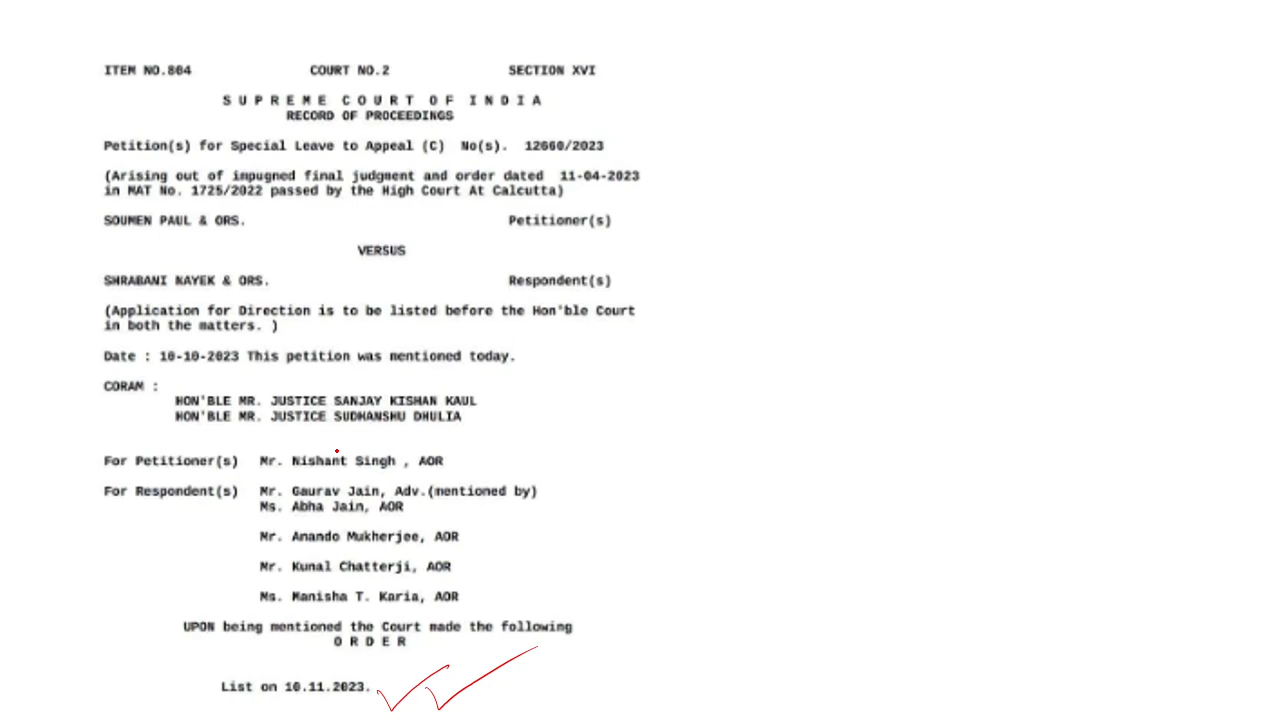 ITEM NO.804 COURT NO.2 SECTION XVI
S U P R E M E C O U R T O F I N D I A
RECORD OF PROCEEDINGS
Petition(s) for Special Leave to Appeal (C) No(s). 12660/2023
(Arising out of impugned final judgment and order dated 11-04-2023
in MAT No. 1725/2022 passed by the High Court At Calcutta)
SOUMEN PAUL & ORS. Petitioner(s)
VERSUS
SHRABANI NAYEK & ORS. Respondent(s)
(Application for Direction is to be listed before the Hon'ble Court
in both the matters. )
Date : 10-10-2023 This petition was mentioned today.
CORAM :
HON'BLE MR. JUSTICE SANJAY KISHAN KAUL
HON'BLE MR. JUSTICE SUDHANSHU DHULIA
For Petitioner(s) Mr. Nishant Singh , AOR
For Respondent(s) Mr. Gaurav Jain, Adv.(mentioned by)
Ms. Abha Jain, AOR
Mr. Anando Mukherjee, AOR
Mr. Kunal Chatterji, AOR
Ms. Manisha T. Karia, AOR
UPON being mentioned the Court made the following
O R D E R
List on 10.11.2023.